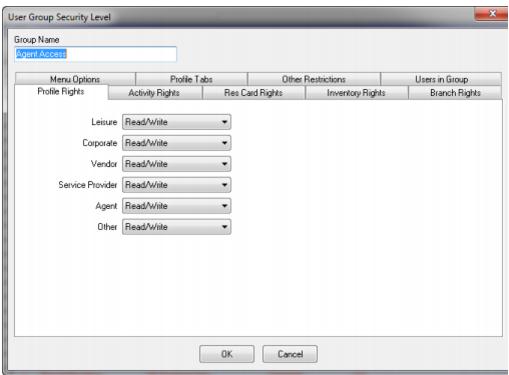 User Group Security Level
Group Name
Agent Access
Menu Options Profile Tabs Other Restrictions Users in Group
Profile Rights Activity Rights Res Card Rights Inventory Rights Branch Rights
Leisure Read/Write
Corporate Read/Write
Vendor Read/Write
Service Provider Read/Write
Agent Read/Write
Other Read/Write
OK Cancel